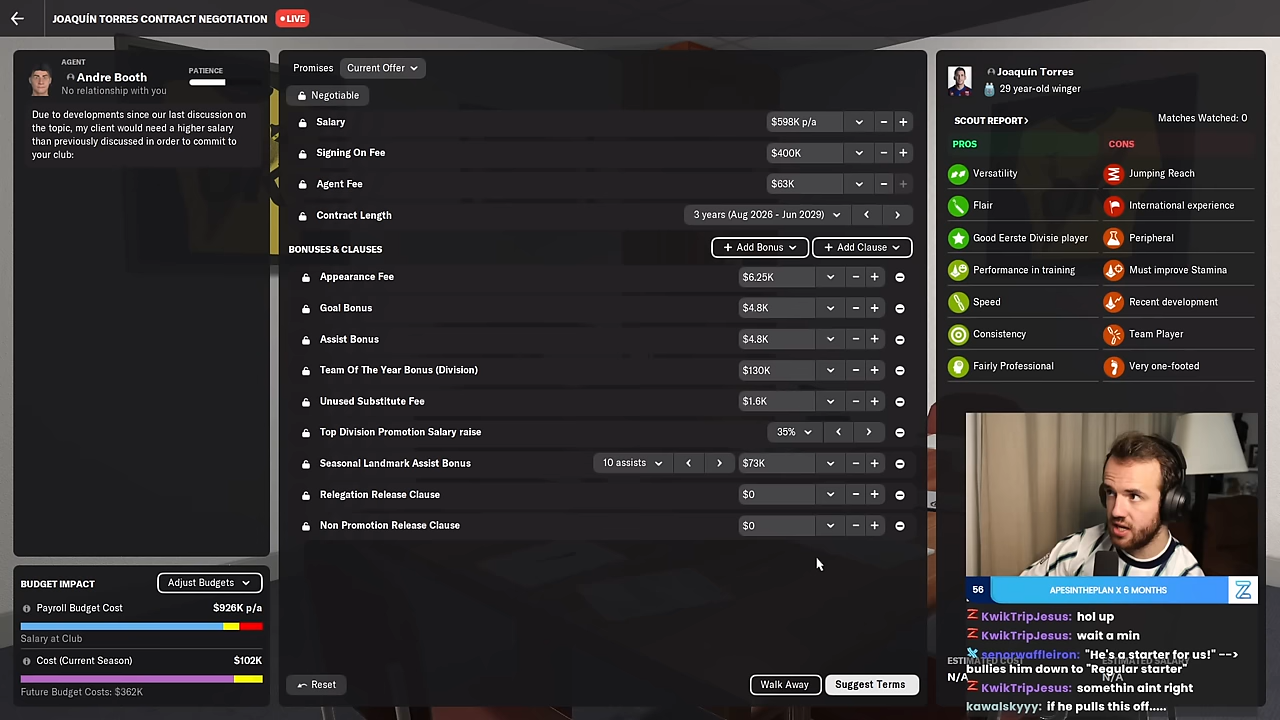 JOAQUÍN TORRES CONTRACT NEGOTIATION
LIVE
AGENT
Andre Booth
No relationship with you
PATIENCE
Due to developments since our last discussion on
the topic, my client would need a higher salary
than previously discussed in order to commit to
your club:
Promises
Current Offer
Negotiable
Salary
$598K p/a
Signing On Fee
$400K
Agent Fee
$63K
Contract Length
3 years (Aug 2026 - Jun 2029)
BONUSES & CLAUSES
Add Bonus
Add Clause
Appearance Fee
$6.25K
Goal Bonus
$4.8K
Assist Bonus
$4.8K
Team Of The Year Bonus (Division)
$130K
Unused Substitute Fee
$1.6K
Top Division Promotion Salary raise
35%
Seasonal Landmark Assist Bonus
10 assists
$73K
Relegation Release Clause
$0
Non Promotion Release Clause
$0
BUDGET IMPACT
Adjust Budgets
Payroll Budget Cost
$926K p/a
Salary at Club
Cost (Current Season)
$102K
Future Budget Costs: $362K
Reset
Walk Away
Suggest Terms
Joaquín Torres
29 year-old winger
SCOUT REPORT
Matches Watched: 0
PROS
CONS
Versatility
Jumping Reach
Flair
International experience
Good Eerste Divisie player
Peripheral
Performance in training
Must improve Stamina
Speed
Recent development
Consistency
Team Player
Fairly Professional
Very one-footed
56
APESINTHEPLAN X 6 MONTHS
Z
KwikTripJesus: hol up
KwikTripJesus: wait a min
senorwaffleiron: "He's a starter for us!" -->
bullies him down to "Regular starter"
KwikTripJesus: somethin aint right
kawalskyyy: if he pulls this off.....
ESTIMATED COST
N/A
ESTIMATED SALARY
N/A